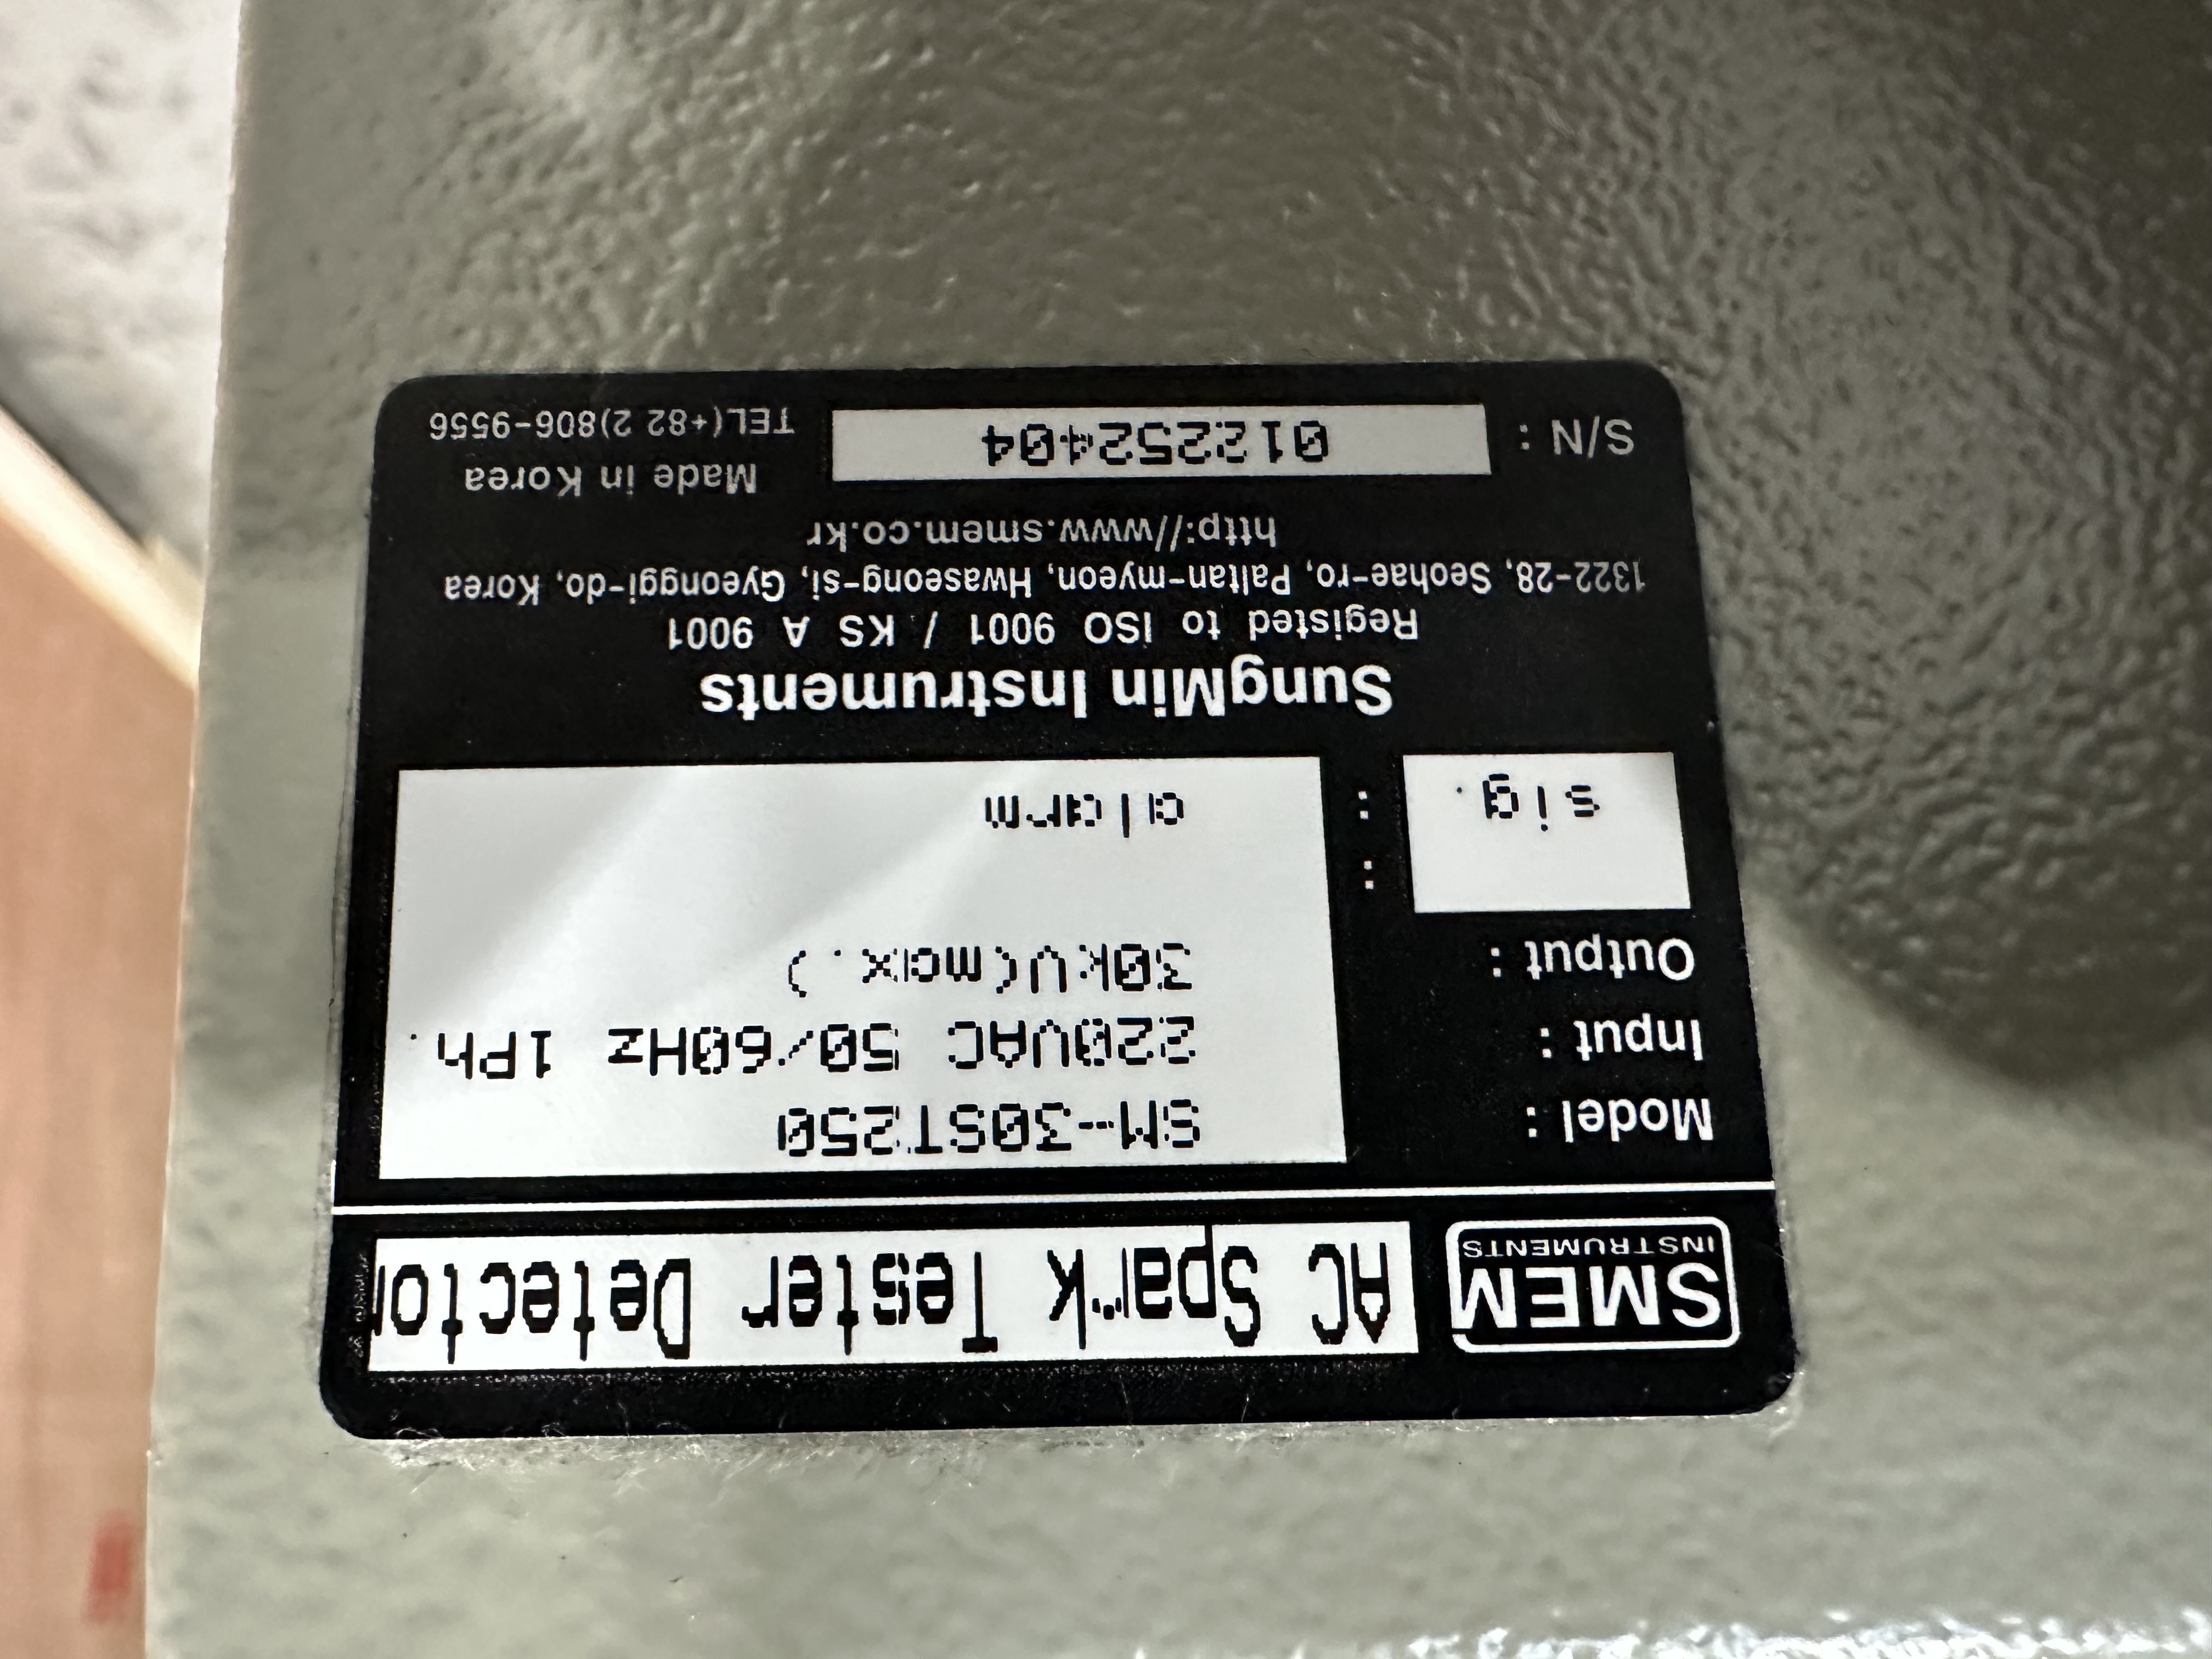 SMEM
INSTRUMENTS
AC Spark Tester Detector
Model : SM-30ST250
Input : 220VAC 50/60Hz 1Ph.
Output : 30kV(max.)
:
sig. : alarm
SungMin Instruments
Registed to ISO 9001 / KS A 9001
1322-28, Seohae-ro, Paltan-myeon, Hwaseong-si, Gyeonggi-do, Korea
http://www.smem.co.kr
Made in Korea
S/N : 012252404
TEL(+82 2)806-9556